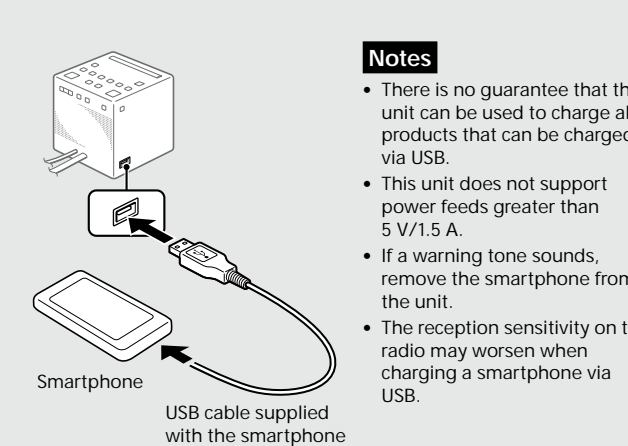 Notes
• There is no guarantee that
unit can be used to charge
products that can be charged
via USB.
• This unit does not support
power feeds greater than
5 V/1.5 A.
• If a warning tone sounds,
remove the smartphone from
the unit.
• The reception sensitivity on
radio may worsen when
charging a smartphone via
USB.
Smartphone
USB cable supplied
with the smartphone